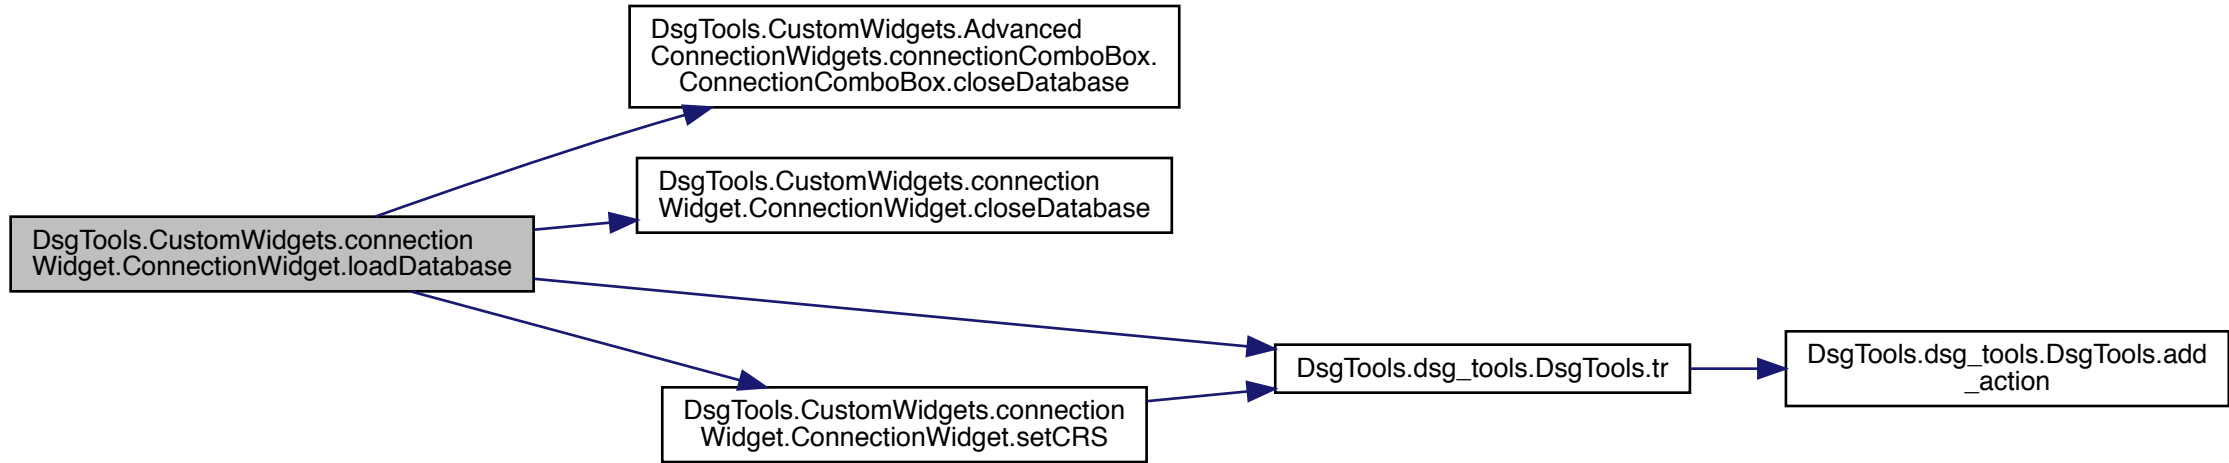 DsgTools.CustomWidgets.Advanced
ConnectionWidgets.connectionComboBox.
ConnectionComboBox.closeDatabase
DsgTools.CustomWidgets.connection
Widget.ConnectionWidget.closeDatabase
DsgTools.CustomWidgets.connection
Widget.ConnectionWidget.loadDatabase
DsgTools.CustomWidgets.connection
Widget.ConnectionWidget.setCRS
DsgTools.dsg_tools.DsgTools.tr
DsgTools.dsg_tools.DsgTools.add
_action